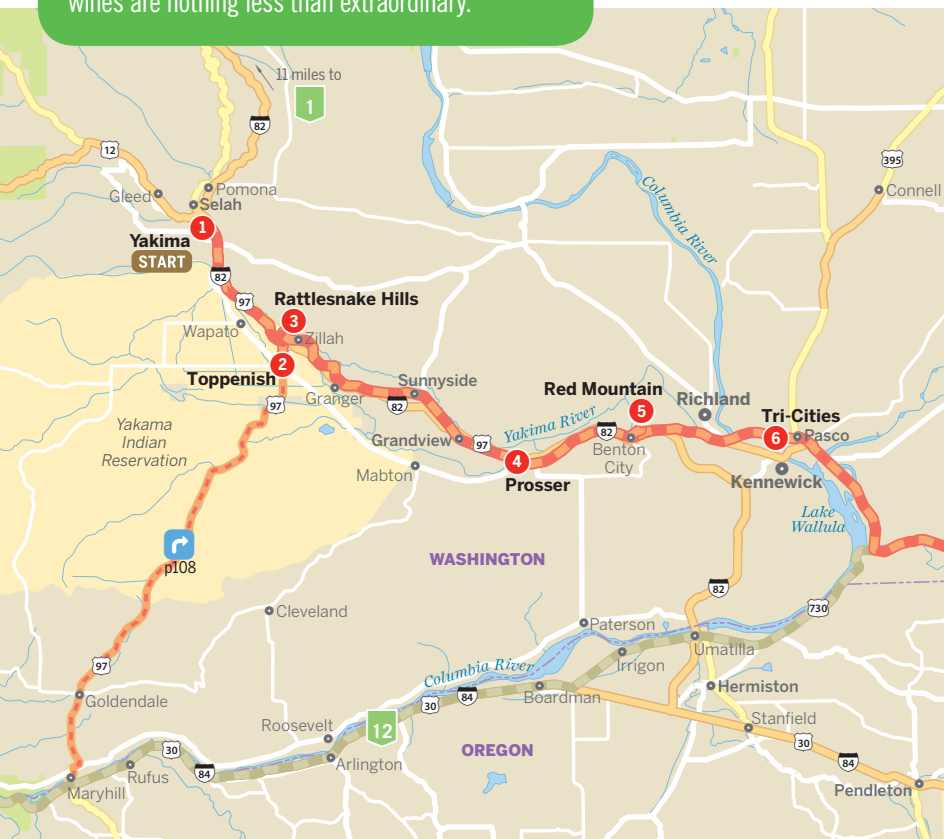 wines are nothing less than extraordinary.
11 miles to
1
82
12
395
Connell
Gleed
Pomona
Selah
1
Yakima
START
Columbia River
82
97
Rattlesnake Hills
3
Wapato
Zillah
2
Toppenish
97
Granger
Sunnyside
82
Yakama
Indian
Reservation
Grandview
97
Mabton
4
Prosser
Yakima River
Red Mountain
5
82
Benton
City
Richland
Tri-Cities
6
Pasco
Kennewick
Lake
Wallula
p108
WASHINGTON
82
730
Cleveland
Paterson
Umatilla
Irrigon
97
Goldendale
Columbia River
84
30
Boardman
Hermiston
Stanfield
30
84
Pendleton
Roosevelt
12
Arlington
OREGON
30
84
Rufus
Maryhill